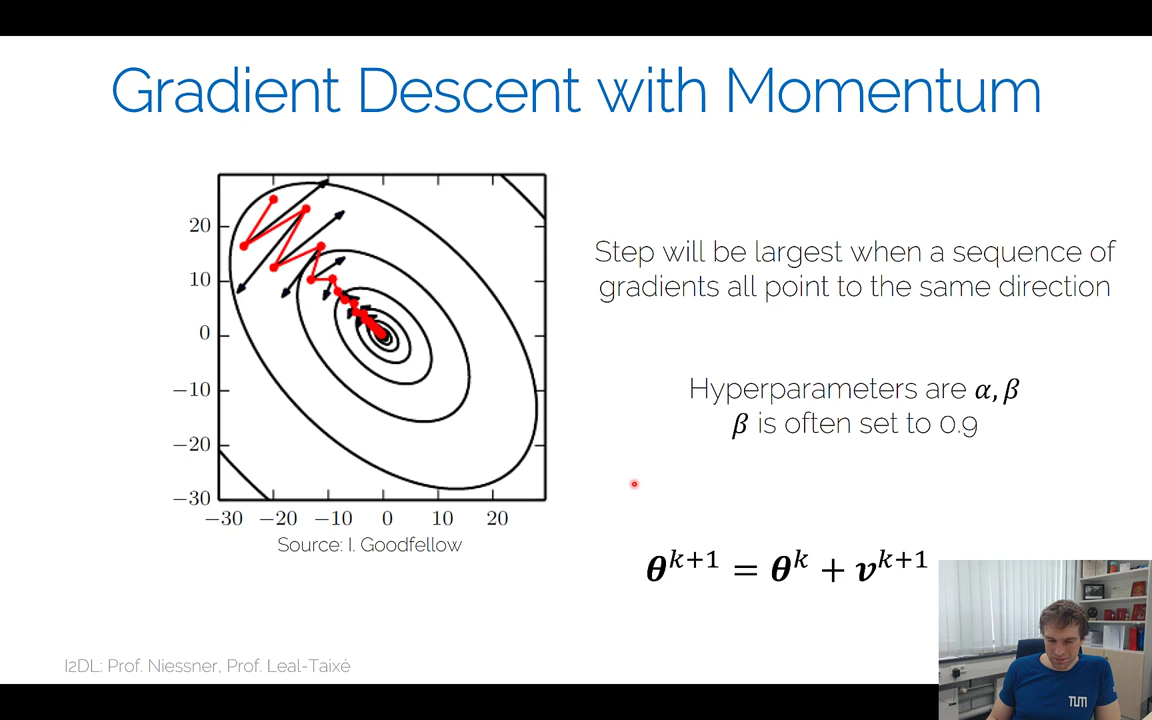 Gradient Descent with Momentum
20
10
0
−10
−20
−30
−30 −20 −10 0 10 20
Source: I. Goodfellow
Step will be largest when a sequence of
gradients all point to the same direction
Hyperparameters are α, β
β is often set to 0.9
θ^{k+1} = θ^k + v^{k+1}
I2DL: Prof. Niessner, Prof. Leal-Taixé
TUM